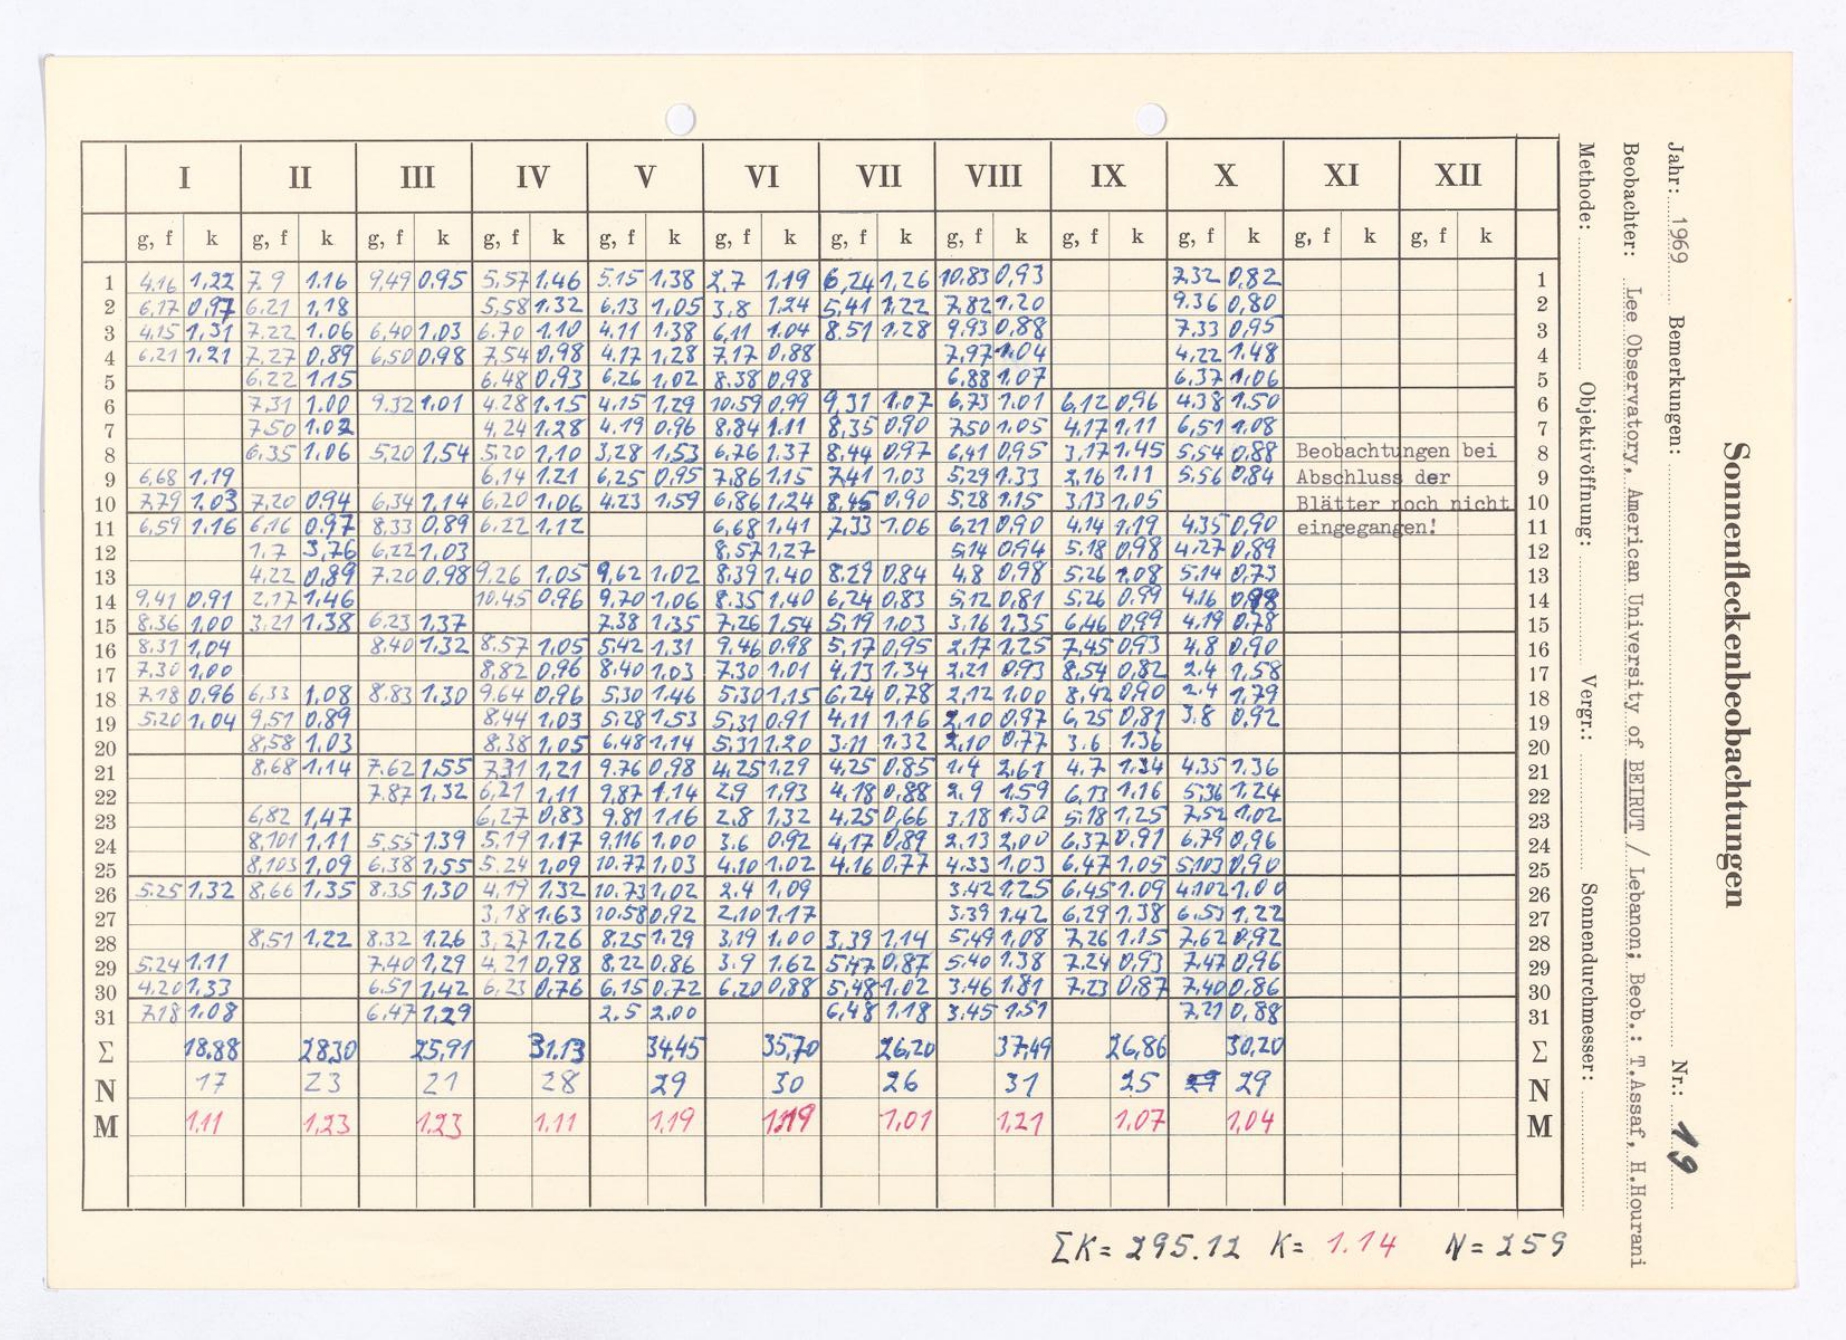 Sonnenfleckenbeobachtungen
Jahr: 1969 Bemerkungen: Nr.: 19
Beobachter: Lee Observatory, American University of BEIRUT / Lebanon; Beob.: T.Assaf, H.Hourani
Methode: Objektivöffnung: Vergr.: Sonnendurchmesser:
I II III IV V VI VII VIII IX X XI XII
g, f k g, f k g, f k g, f k g, f k g, f k g, f k g, f k g, f k g, f k g, f k g, f k
1 4.16 1,22 7.9 1.16 9,49 0.95 5,57 1.46 5.15 1,38 2,7 1.19 6,24 1,26 10.83 0,93 7.32 0,82 1
2 6,17 0,97 6.21 1,18 5,58 1.32 6,13 1,05 3,8 1.24 5,41 1,22 7,82 1,20 9.36 0,80 2
3 4.15 1,31 7.22 1.06 6,40 1,03 6.70 1,10 4.11 1,38 6,11 1.04 8,51 1,28 9,93 0,88 7.33 0,95 3
4 6,21 1,21 7,27 0,89 6,50 0,98 7,54 0,98 4.17 1,28 7,17 0,88 7,97 1,04 4,22 1,48 4
5 6,22 1,15 6,48 0,93 6,26 1,02 8.38 0,98 6.88 1,07 6,37 1,06 5
6 7,31 1.00 9,32 1,01 4.28 1.15 4.15 1,29 10.59 0,99 9,31 1,07 6,73 1.01 6,12 0,96 4.38 1.50 6
7 7,50 1.02 4,24 1.28 4.19 0,96 8,84 1.11 8,35 0,90 7,50 1.05 4,17 1,11 6,51 1.08 7
8 6.35 1,06 5,20 1,54 5.20 1,10 3,28 1,53 6,76 1.37 8,44 0,97 6,41 0,95 3,17 1.45 5,54 0,88 Beobachtungen bei 8
9 6,68 1.19 6,14 1.21 6,25 0,95 7,86 1,15 7,41 1,03 5,29 1,33 2,16 1.11 5.56 0,84 Abschluss der 9
10 7,79 1.03 7,20 0,94 6,34 1,14 6,20 1,06 4.23 1.59 6,86 1,24 8,45 0,90 5,28 1.15 3,13 1,05 Blätter noch nicht 10
11 6,59 1.16 6,16 0,97 8,33 0,89 6,22 1,12 6,68 1,41 7,33 1.06 6,21 0,90 4,14 1,19 4,35 0,90 eingegangen! 11
12 1,7 3,76 6,22 1,03 8,57 1,27 5,14 0,94 5,18 0,98 4,27 0,89 12
13 4,22 0,89 7.20 0,98 9,26 1,05 9,62 1.02 8,39 1,40 8,29 0,84 4,8 0,98 5,26 1,08 5,14 0,73 13
14 9,41 0,91 2,17 1,46 10,45 0,96 9,70 1,06 8.35 1,40 6,24 0,83 5,12 0,81 5,26 0,99 4.16 0,98 14
15 8.36 1,00 3,21 1,38 6.23 1,37 7.38 1,35 7,26 1,54 5,19 1,03 3,16 1,35 6,46 0,99 4.19 0,78 15
16 8.31 1,04 8.40 1,32 8,57 1,05 5,42 1,31 9,46 0,98 5,17 0,95 2,17 1,25 7,45 0,93 4,8 0,90 16
17 7.30 1,00 8,82 0,96 8.40 1,03 7.30 1.01 4,13 1.34 2,21 0,93 8,54 0,82 2.4 1,58 17
18 7.18 0,96 6,33 1,08 8.83 1,30 9.64 0,96 5,30 1.46 5,30 1,15 6,24 0,78 2,12 1,00 8,42 0,90 2.4 1,79 18
19 5.20 1,04 9,51 0,89 8,44 1,03 5,28 1,53 5,31 0,91 4,11 1,16 2,10 0,97 6,25 0,81 3.8 0,92 19
20 8,58 1,03 8,38 1,05 6,48 1,14 5,31 1,20 3,11 1,32 2,10 0,77 3.6 1.36 20
21 8,68 1,14 7,62 1,55 7,31 1,21 9.76 0,98 4,25 1,29 4,25 0,85 1.4 2,61 4.7 1,34 4.35 1,36 21
22 7.87 1,32 6,21 1,11 9,87 1.14 2,9 1,93 4,18 0,88 2.9 1,59 6,13 1,16 5,36 1,24 22
23 6,82 1,47 6,27 0,83 9.81 1,16 2.8 1,32 4,25 0,66 3,18 1,30 5,18 1,25 7,52 1,02 23
24 8,101 1,11 5,55 1,39 5.19 1,17 9,116 1.00 3.6 0.92 4,17 0,89 2,13 2,00 6,37 0,91 6,79 0,96 24
25 8,103 1,09 6,38 1,55 5.24 1,09 10.77 1,03 4.10 1.02 4.16 0,77 4.33 1.03 6,47 1.05 5,103 0,90 25
26 5.25 1,32 8,66 1,35 8.35 1,30 4.19 1.32 10.73 1,02 2.4 1,09 3.42 1,25 6,45 1.09 4.102 1.00 26
27 3,18 1.63 10.58 0,92 2,10 1,17 3.39 1,42 6,29 1,38 6.53 1,22 27
28 8,51 1,22 8.32 1,26 3,27 1,26 8.25 1.29 3,19 1.00 3,39 1,14 5,49 1,08 7,26 1.15 7,62 0,92 28
29 5.24 1.11 7.40 1,29 4.21 0,98 8,22 0.86 3.9 1.62 5,47 0,87 5.40 1.38 7.24 0,93 7,47 0,96 29
30 4.20 1,33 6,51 1,42 6,23 0,76 6.15 0.72 6,20 0,88 5,48 1.02 3.46 1.81 7,23 0,87 7,40 0,86 30
31 7,18 1.08 6,47 1,29 2.5 2.00 6,48 1,18 3,45 1,51 7.21 0,88 31
Σ 18.88 28,30 25,91 31,13 34,45 35,70 26,20 37,49 26,86 30,20 Σ
N 17 23 21 28 29 30 26 31 25 29 29 N
M 1,11 1,23 1,23 1,11 1,19 1,19 1,01 1,21 1,07 1,04 M
ΣK = 295.12 K = 1.14 N = 259